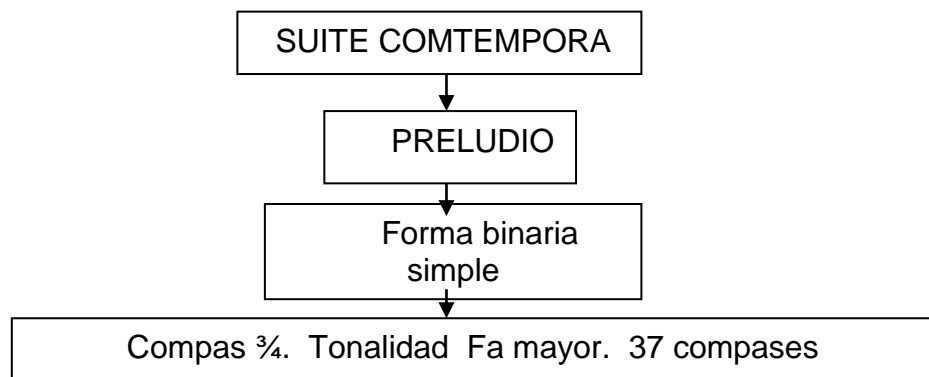 SUITE COMTEMPORA
PRELUDIO
Forma binaria
simple
Compas ¾. Tonalidad Fa mayor. 37 compases